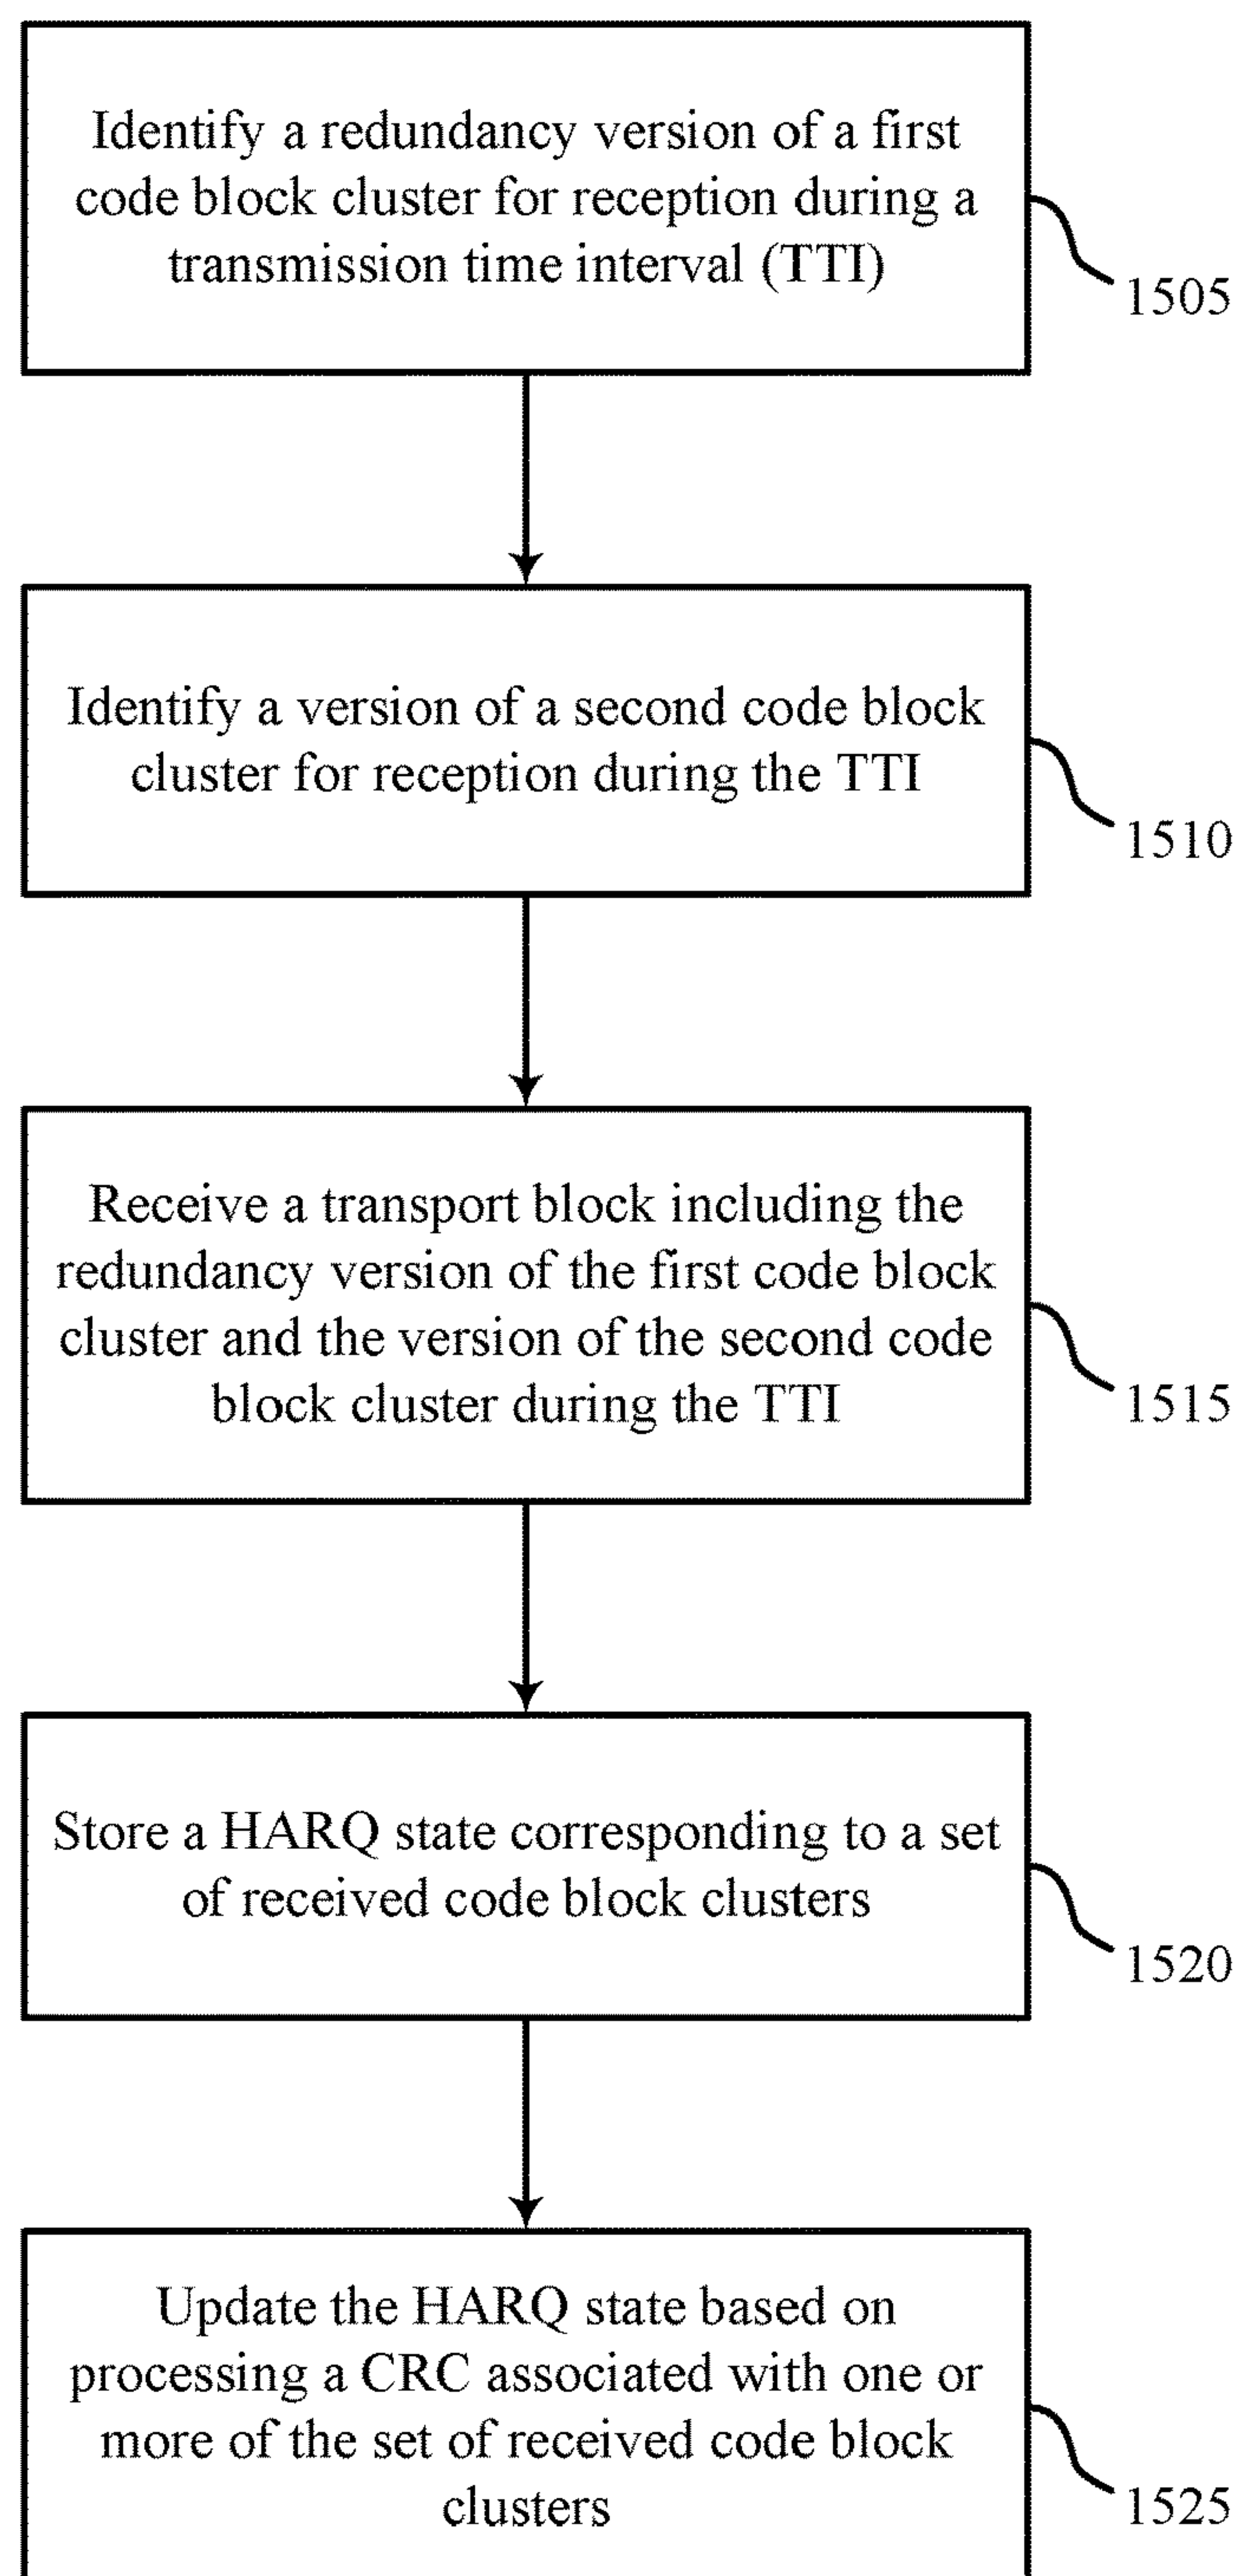 Identify a redundancy version of a first
code block cluster for reception during a
transmission time interval (TTI)
1505
Identify a version of a second code block
cluster for reception during the TTI
1510
Receive a transport block including the
redundancy version of the first code block
cluster and the version of the second code
block cluster during the TTI
1515
Store a HARQ state corresponding to a set
of received code block clusters
1520
Update the HARQ state based on
processing a CRC associated with one or
more of the set of received code block
clusters
1525